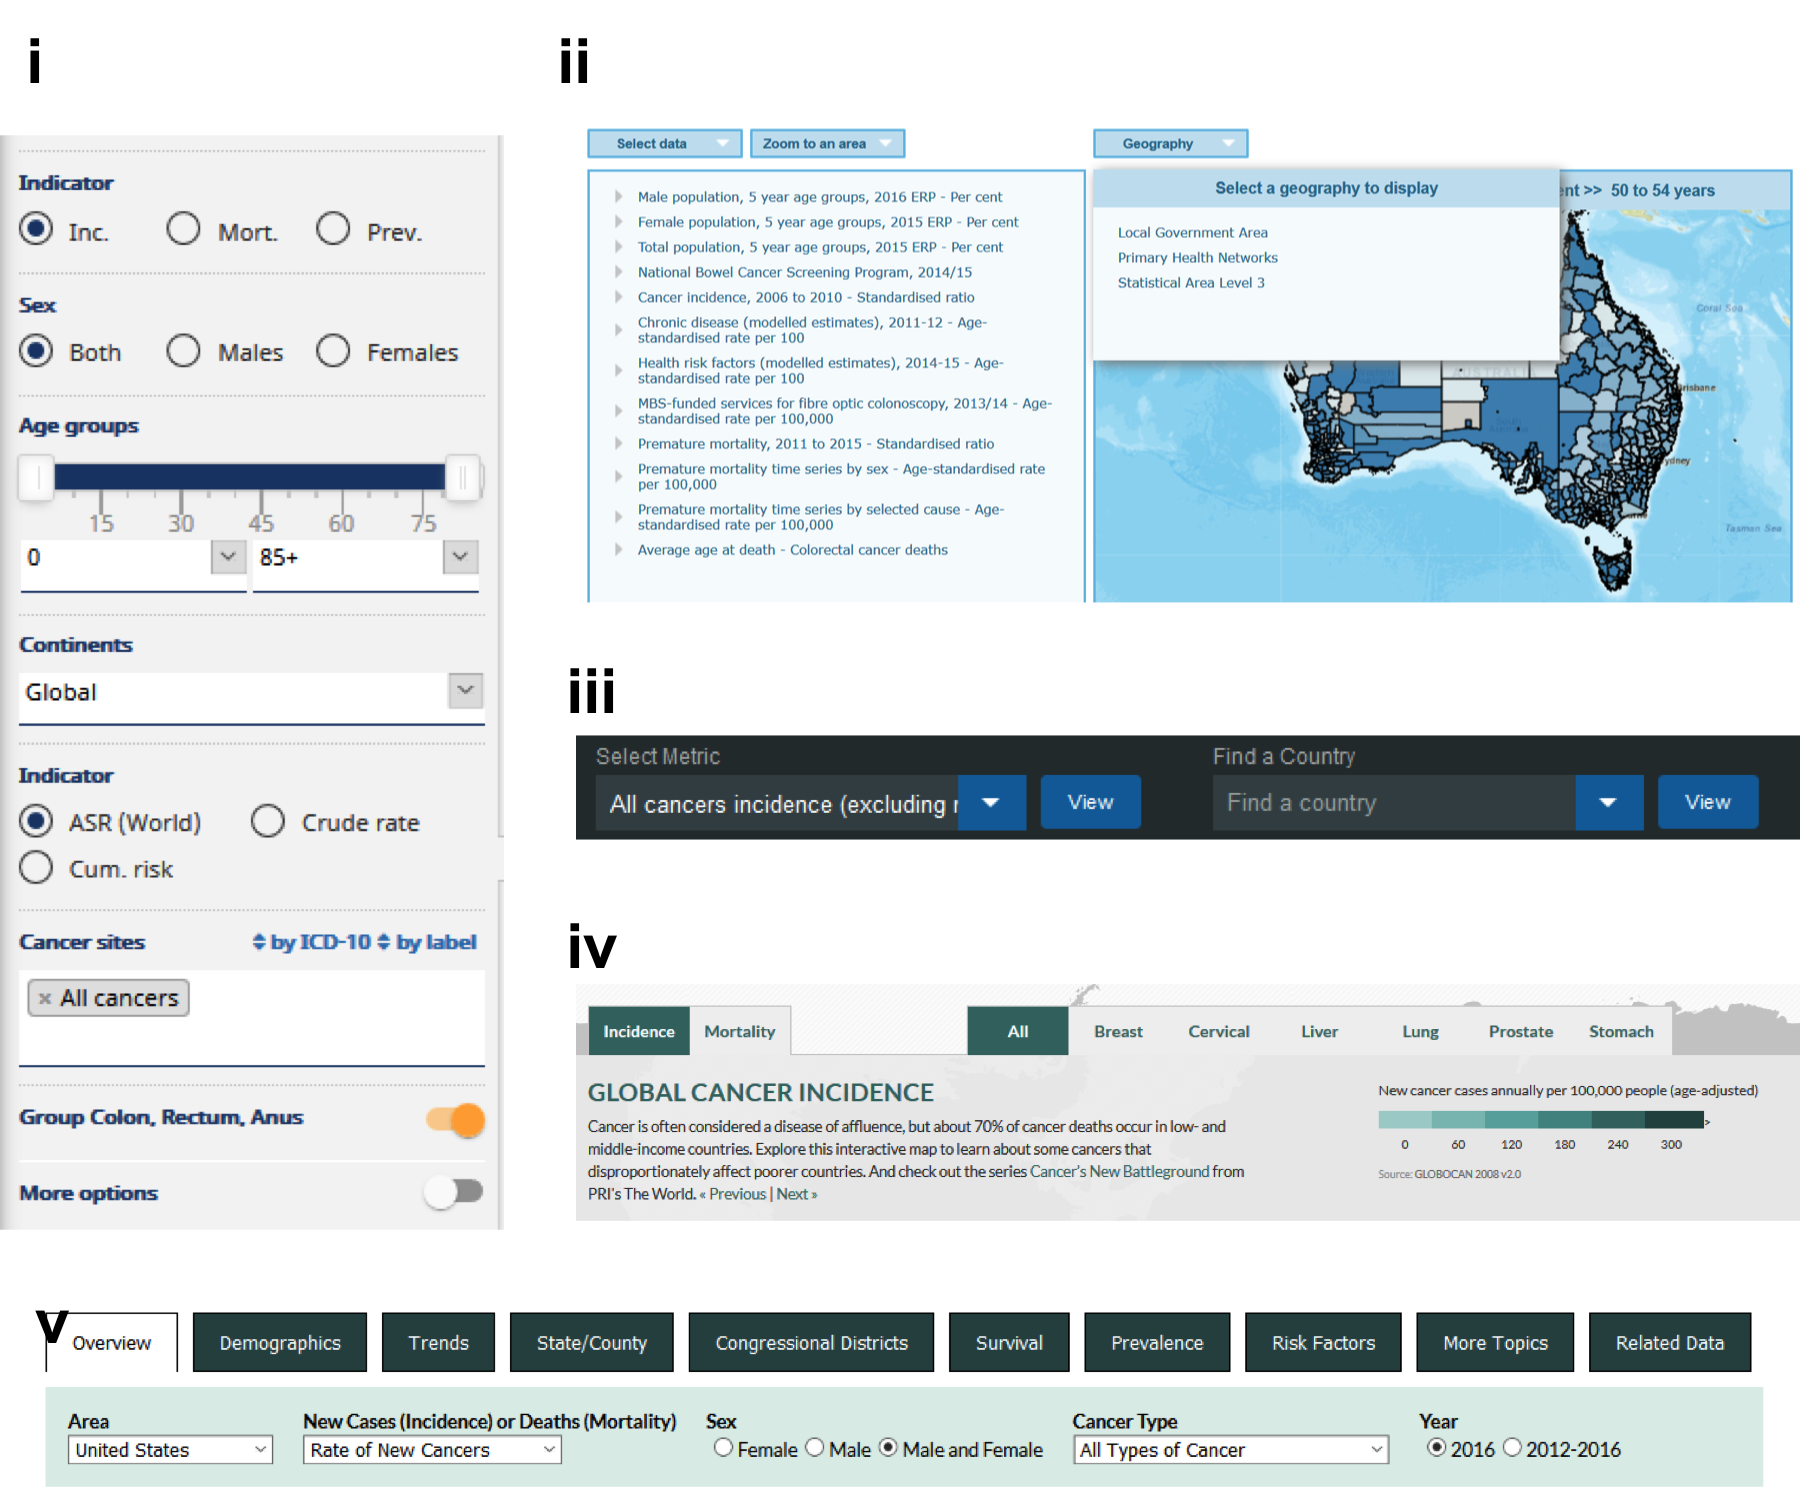 i
Indicator
Inc. Mort. Prev.
Sex
Both Males Females
Age groups
15 30 45 60 75
0 85+
Continents
Global
Indicator
ASR (World) Crude rate
Cum. risk
Cancer sites by ICD-10 by label
× All cancers
Group Colon, Rectum, Anus
More options
ii
Select data Zoom to an area Geography
Male population, 5 year age groups, 2016 ERP - Per cent
Female population, 5 year age groups, 2015 ERP - Per cent
Total population, 5 year age groups, 2015 ERP - Per cent
National Bowel Cancer Screening Program, 2014/15
Cancer incidence, 2006 to 2010 - Standardised ratio
Chronic disease (modelled estimates), 2011-12 - Age-
standardised rate per 100
Health risk factors (modelled estimates), 2014-15 - Age-
standardised rate per 100
MBS-funded services for fibre optic colonoscopy, 2013/14 - Age-
standardised rate per 100,000
Premature mortality, 2011 to 2015 - Standardised ratio
Premature mortality time series by sex - Age-standardised rate
per 100,000
Premature mortality time series by selected cause - Age-
standardised rate per 100,000
Average age at death - Colorectal cancer deaths
Select a geography to display
Local Government Area
Primary Health Networks
Statistical Area Level 3
nt >> 50 to 54 years
Coral Sea
AUSTRALIA
risbane
ydney
Tasman Sea
iii
Select Metric Find a Country
All cancers incidence (excluding View Find a country View
iv
Incidence Mortality All Breast Cervical Liver Lung Prostate Stomach
GLOBAL CANCER INCIDENCE
Cancer is often considered a disease of affluence, but about 70% of cancer deaths occur in low- and
middle-income countries. Explore this interactive map to learn about some cancers that
disproportionately affect poorer countries. And check out the series Cancer's New Battleground from
PRI's The World. « Previous | Next »
New cancer cases annually per 100,000 people (age-adjusted)
>
0 60 120 180 240 300
Source: GLOBOCAN 2008 v2.0
v
Overview Demographics Trends State/County Congressional Districts Survival Prevalence Risk Factors More Topics Related Data
Area New Cases (Incidence) or Deaths (Mortality) Sex Cancer Type Year
United States Rate of New Cancers Female Male Male and Female All Types of Cancer 2016 2012-2016